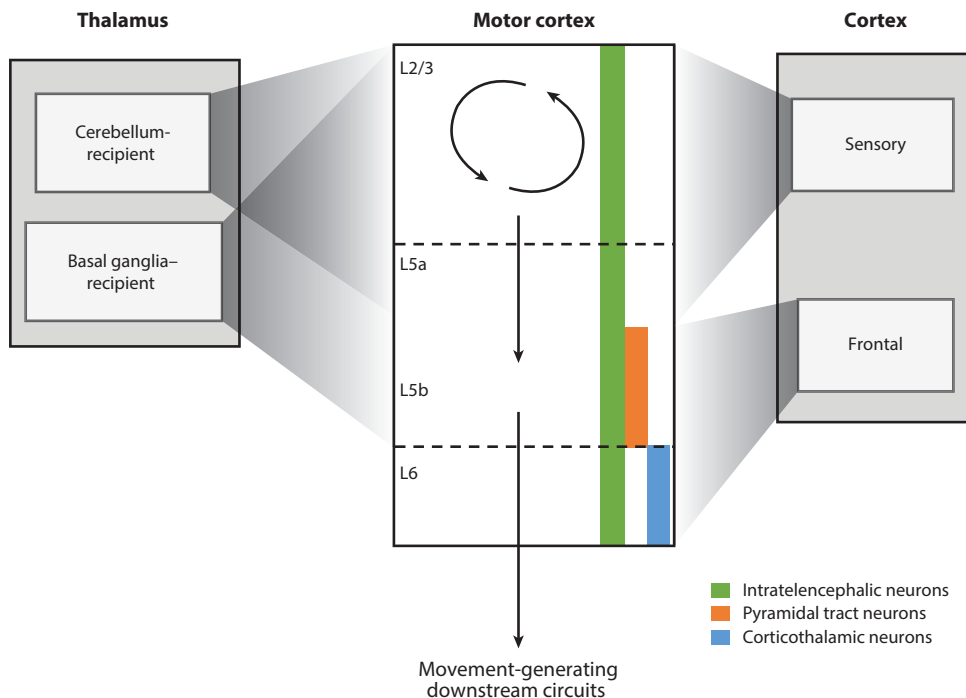 Thalamus
Motor cortex
Cortex
Cerebellum-
recipient
Basal ganglia–
recipient
L2/3
L5a
L5b
L6
Sensory
Frontal
Intratelencephalic neurons
Pyramidal tract neurons
Corticothalamic neurons
Movement-generating
downstream circuits